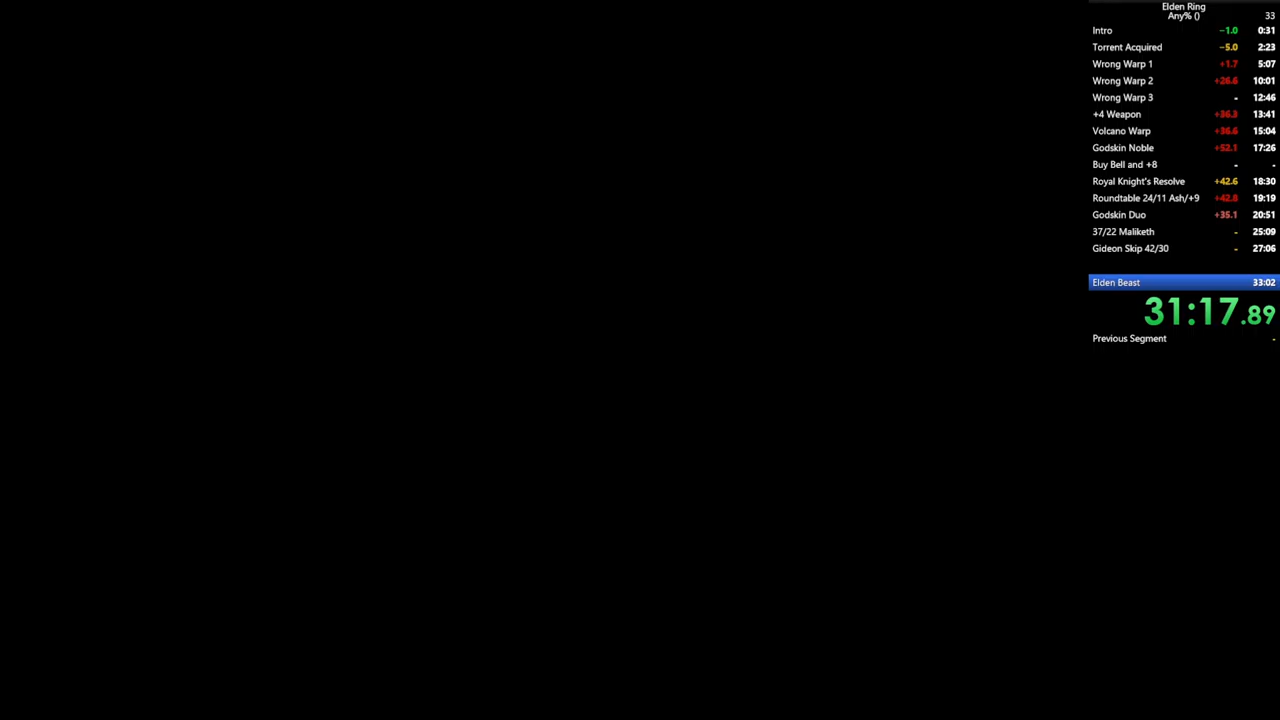 Elden Ring
Any% () 33
Intro −1.0 0:31
Torrent Acquired −5.0 2:23
Wrong Warp 1 +1.7 5:07
Wrong Warp 2 +26.6 10:01
Wrong Warp 3 - 12:46
+4 Weapon +36.3 13:41
Volcano Warp +36.6 15:04
Godskin Noble +52.1 17:26
Buy Bell and +8 - -
Royal Knight's Resolve +42.6 18:30
Roundtable 24/11 Ash/+9 +42.8 19:19
Godskin Duo +35.1 20:51
37/22 Maliketh - 25:09
Gideon Skip 42/30 - 27:06
Elden Beast 33:02
31:17.89
Previous Segment -